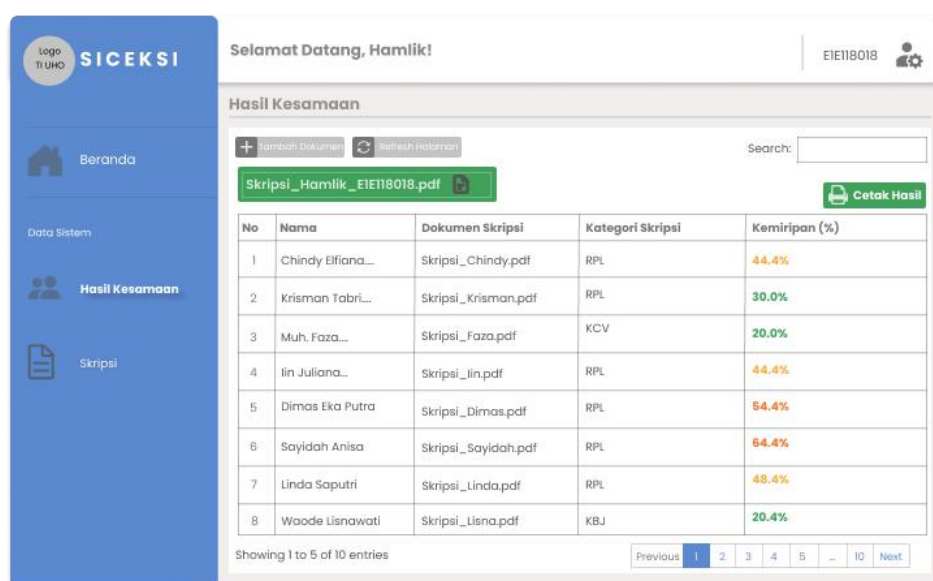 Logo
TI UHO
SICEKSI
Selamat Datang, Hamlik!
E1E118018
Hasil Kesamaan
Beranda
Data Sistem
Hasil Kesamaan
Skripsi
Tambah Dokumen Refresh Halaman
Search:
Skripsi_Hamlik_E1E118018.pdf
Cetak Hasil
No Nama Dokumen Skripsi Kategori Skripsi Kemiripan (%)
1 Chindy Elfiana.... Skripsi_Chindy.pdf RPL 44.4%
2 Krisman Tabri.... Skripsi_Krisman.pdf RPL 30.0%
3 Muh. Faza.... Skripsi_Faza.pdf KCV 20.0%
4 Iin Juliana... Skripsi_Iin.pdf RPL 44.4%
5 Dimas Eka Putra Skripsi_Dimas.pdf RPL 54.4%
6 Sayidah Anisa Skripsi_Sayidah.pdf RPL 64.4%
7 Linda Saputri Skripsi_Linda.pdf RPL 48.4%
8 Waode Lisnawati Skripsi_Lisna.pdf KBJ 20.4%
Showing 1 to 5 of 10 entries
Previous 1 2 3 4 5 ... 10 Next